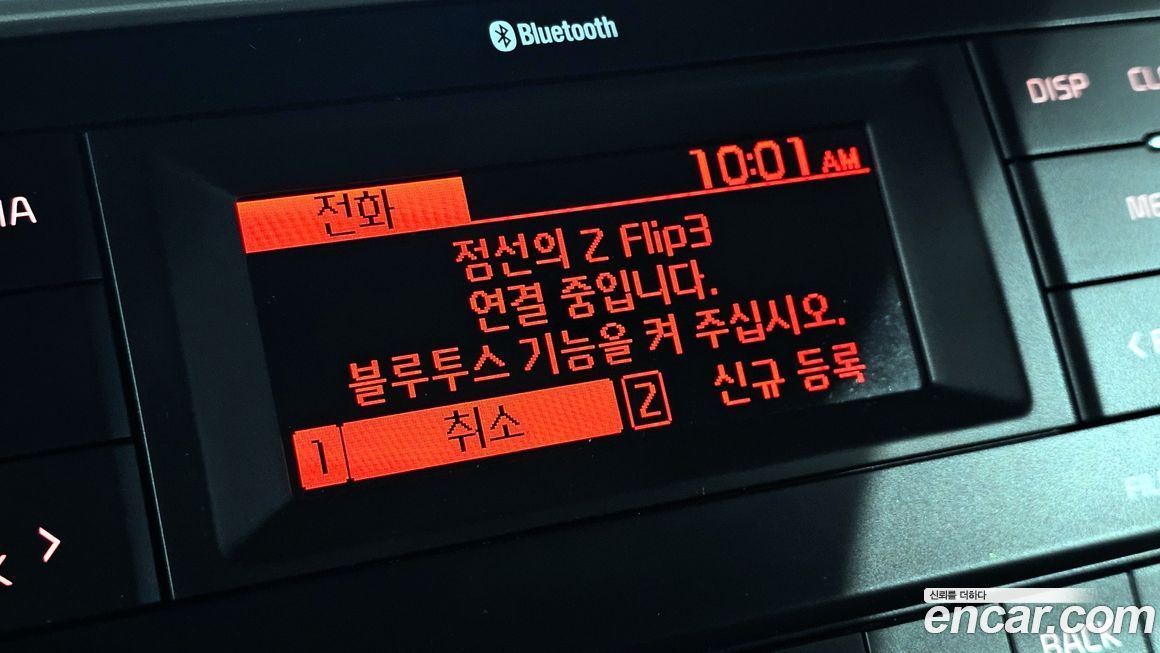 Bluetooth
DISP
10:01 AM
전화
점선의 Z Flip3
연결 중입니다.
블루투스 기능을 켜 주십시오.
1 취소 2 신규 등록
신뢰를 더하다
encar.com
BACK